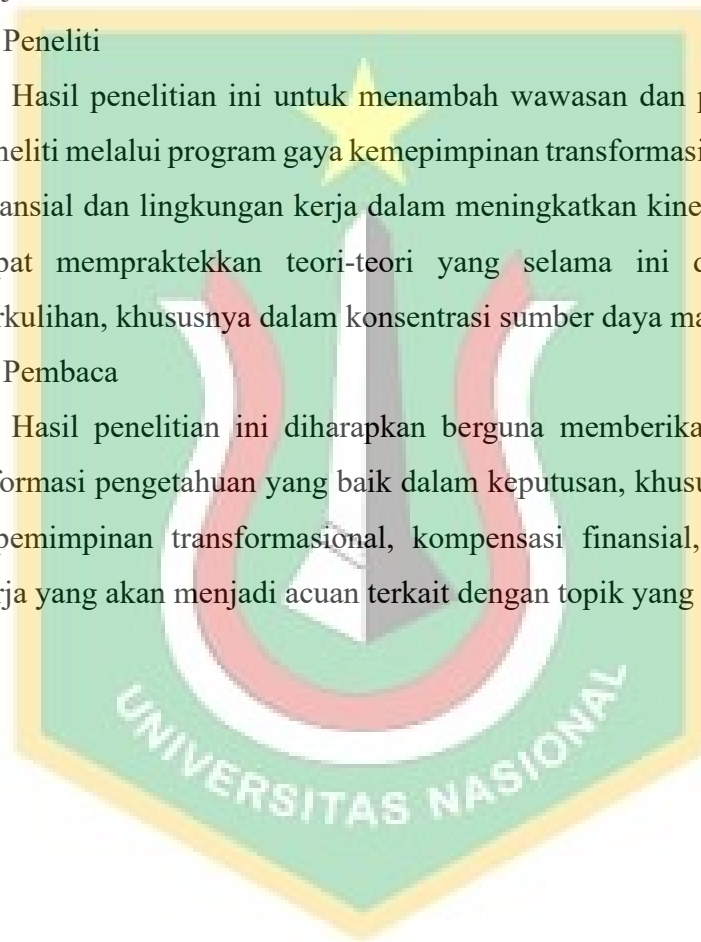 Peneliti
Hasil penelitian ini untuk menambah wawasan dan
neliti melalui program gaya kemepimpinan transformasi
ansial dan lingkungan kerja dalam meningkatkan kine
pat mempraktekkan teori-teori yang selama ini
rkulihan, khususnya dalam konsentrasi sumber daya ma
Pembaca
Hasil penelitian ini diharapkan berguna memberika
formasi pengetahuan yang baik dalam keputusan, khusu
pemimpinan transformasional, kompensasi finansial,
rja yang akan menjadi acuan terkait dengan topik yang
UNIVERSITAS NASIONAL